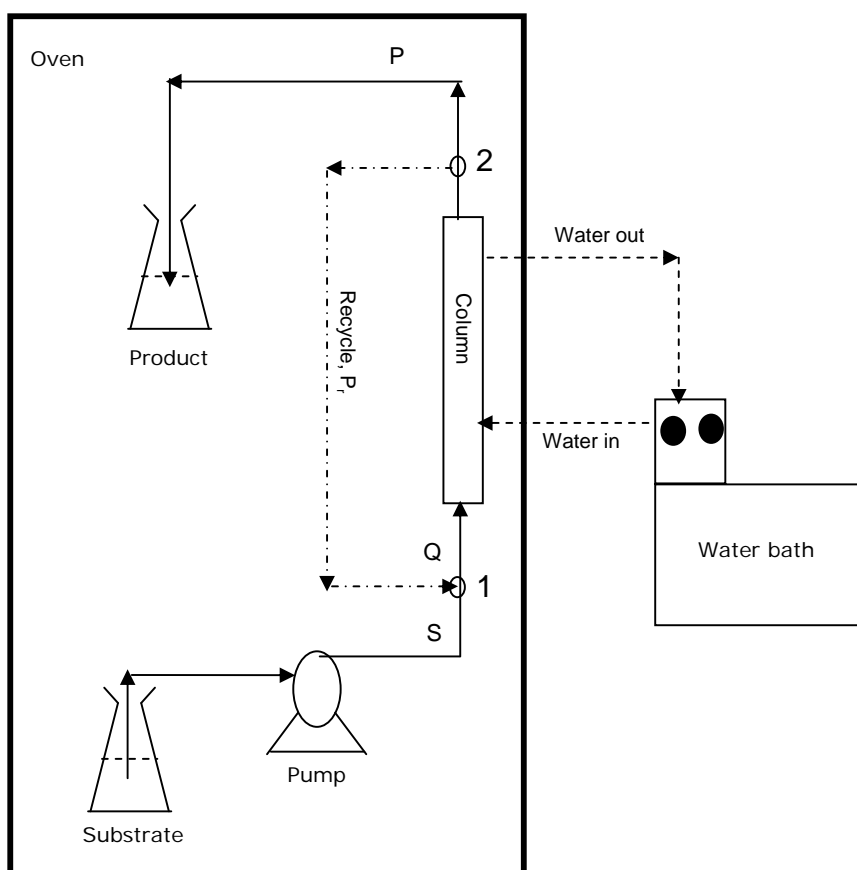 Oven
P
2
Water out
Column
Recycle, Pr
Product
Water in
Q
1
Water bath
S
Pump
Substrate